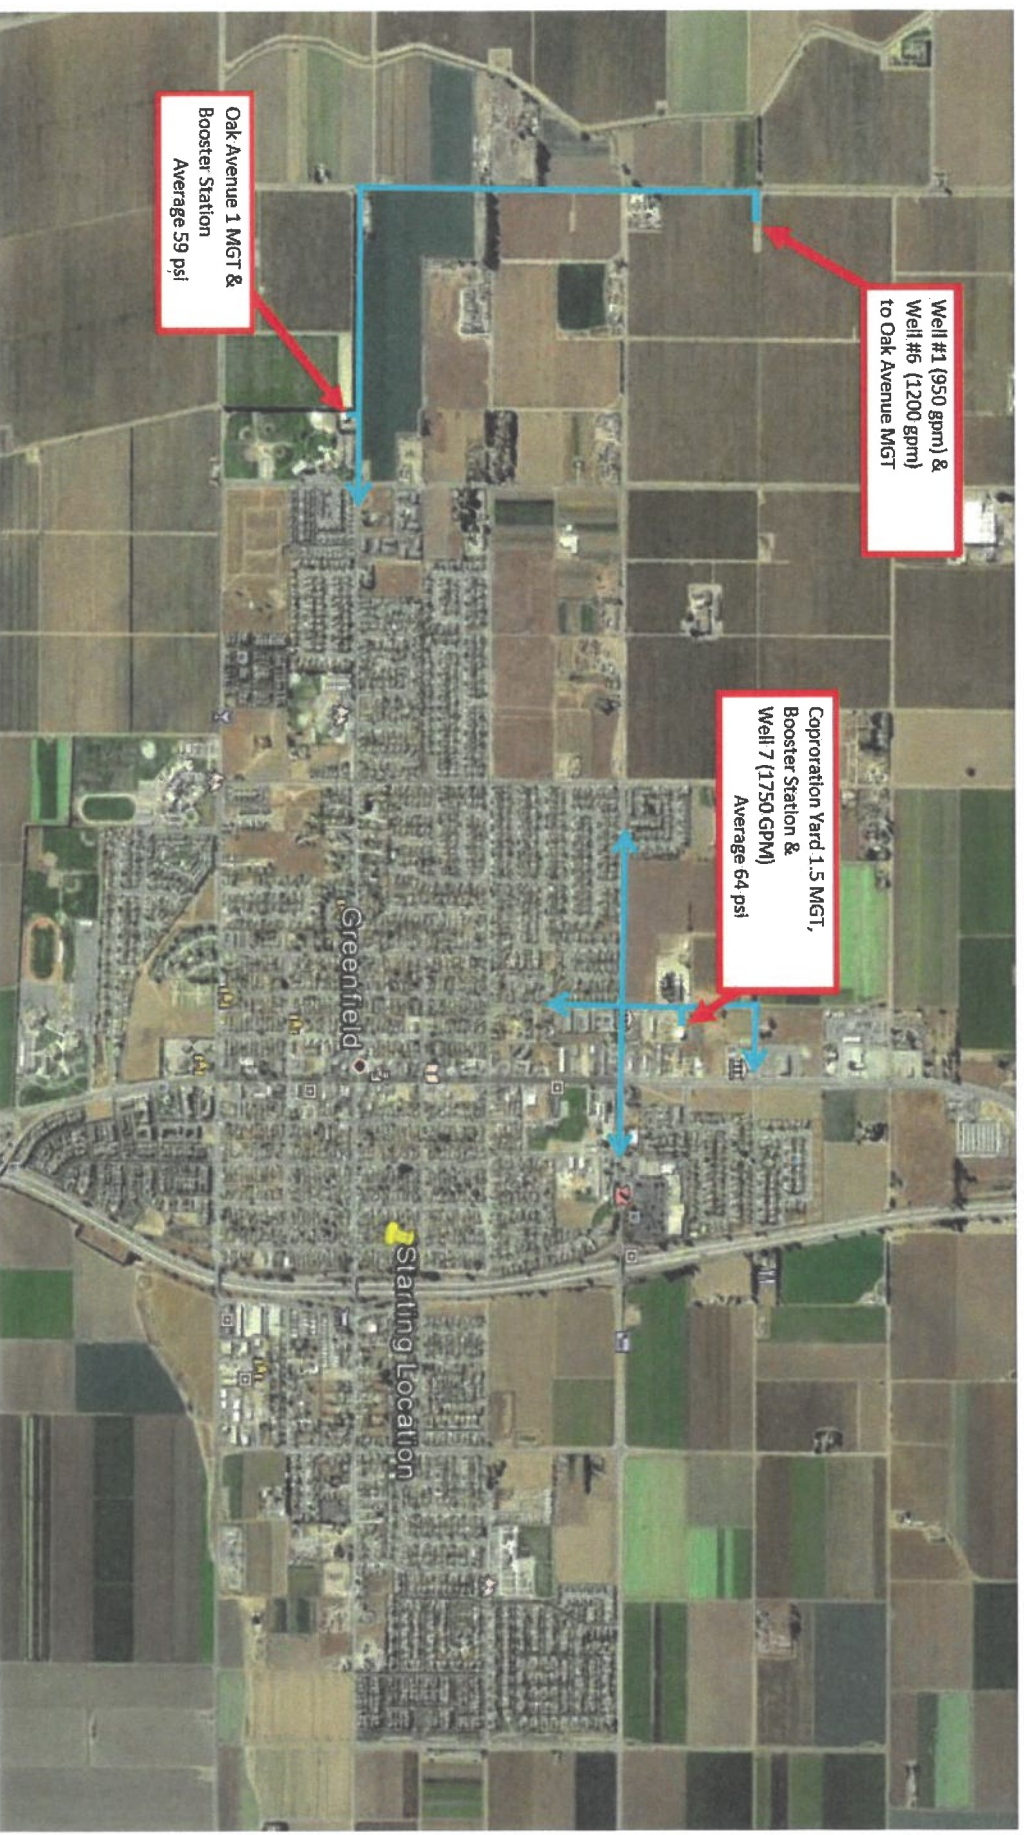 Well #1 (950 gpm) &
Well #6 (1200 gpm)
to Oak Avenue MGT
Coproration Yard 1.5 MGT,
Booster Station &
Well 7 (1750 GPM)
Average 64 psi
Oak Avenue 1 MGT &
Booster Station
Average 59 psi
Greenfield
Starting Location